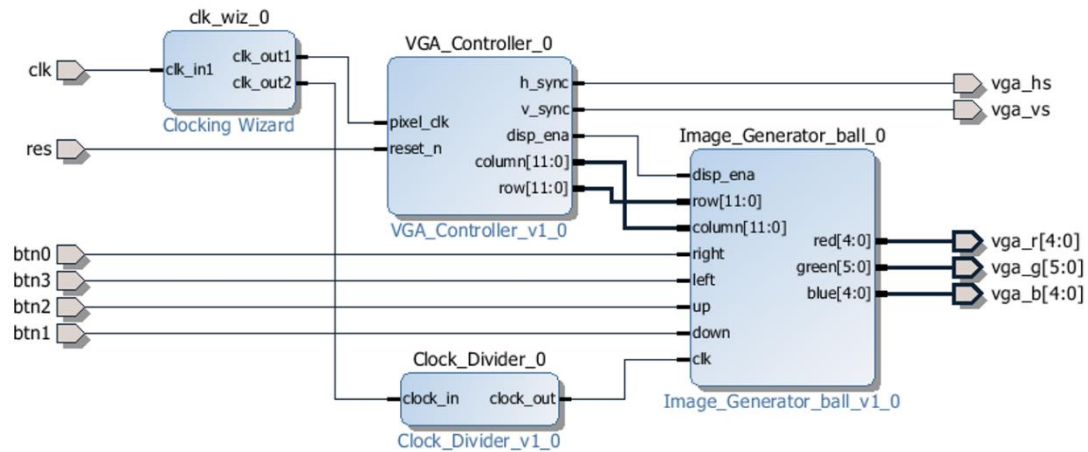 clk_wiz_0
clk
clk_in1
clk_out1
clk_out2
Clocking Wizard
res
VGA_Controller_0
pixel_clk
reset_n
h_sync
v_sync
disp_ena
column[11:0]
row[11:0]
VGA_Controller_v1_0
vga_hs
vga_vs
Image_Generator_ball_0
disp_ena
row[11:0]
column[11:0]
right
left
up
down
clk
red[4:0]
green[5:0]
blue[4:0]
Image_Generator_ball_v1_0
vga_r[4:0]
vga_g[5:0]
vga_b[4:0]
btn0
btn3
btn2
btn1
Clock_Divider_0
clock_in
clock_out
Clock_Divider_v1_0